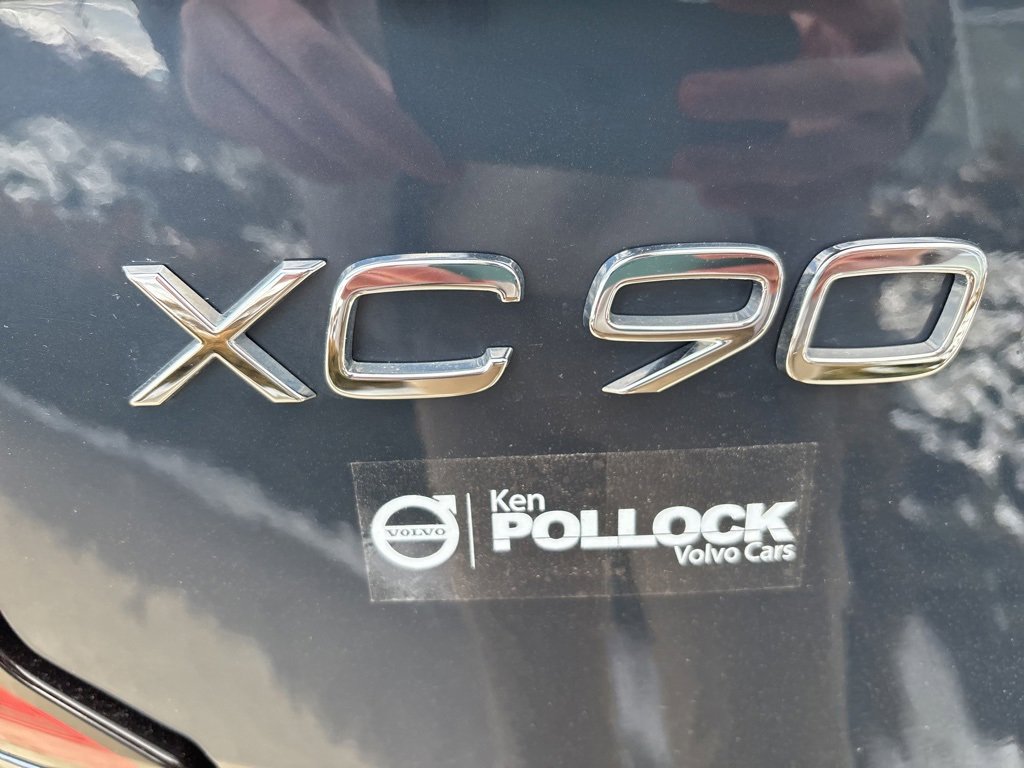 XC 90
VOLVO
Ken
POLLOCK
Volvo Cars